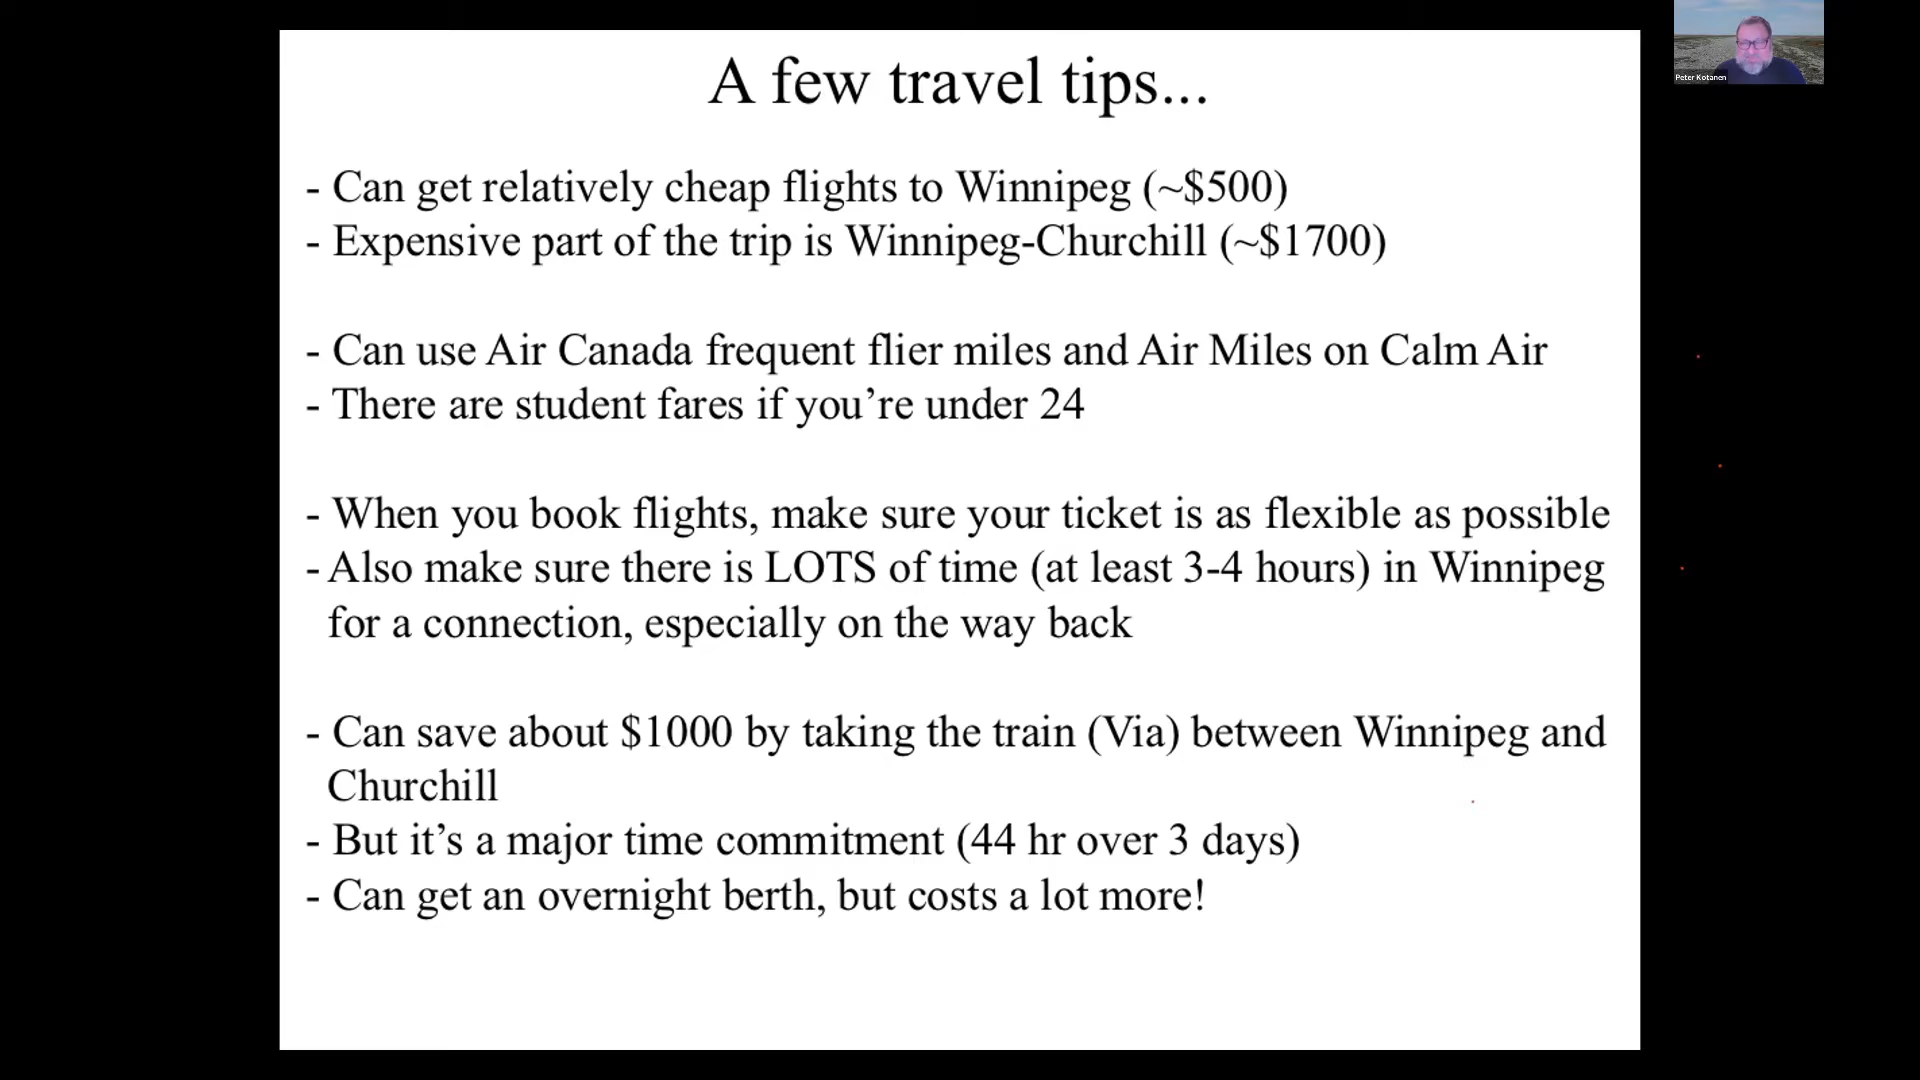 A few travel tips...
Peter Kotanen
- Can get relatively cheap flights to Winnipeg (~$500)
- Expensive part of the trip is Winnipeg-Churchill (~$1700)
- Can use Air Canada frequent flier miles and Air Miles on Calm Air
- There are student fares if you’re under 24
- When you book flights, make sure your ticket is as flexible as possible
- Also make sure there is LOTS of time (at least 3-4 hours) in Winnipeg
for a connection, especially on the way back
- Can save about $1000 by taking the train (Via) between Winnipeg and
Churchill
- But it’s a major time commitment (44 hr over 3 days)
- Can get an overnight berth, but costs a lot more!